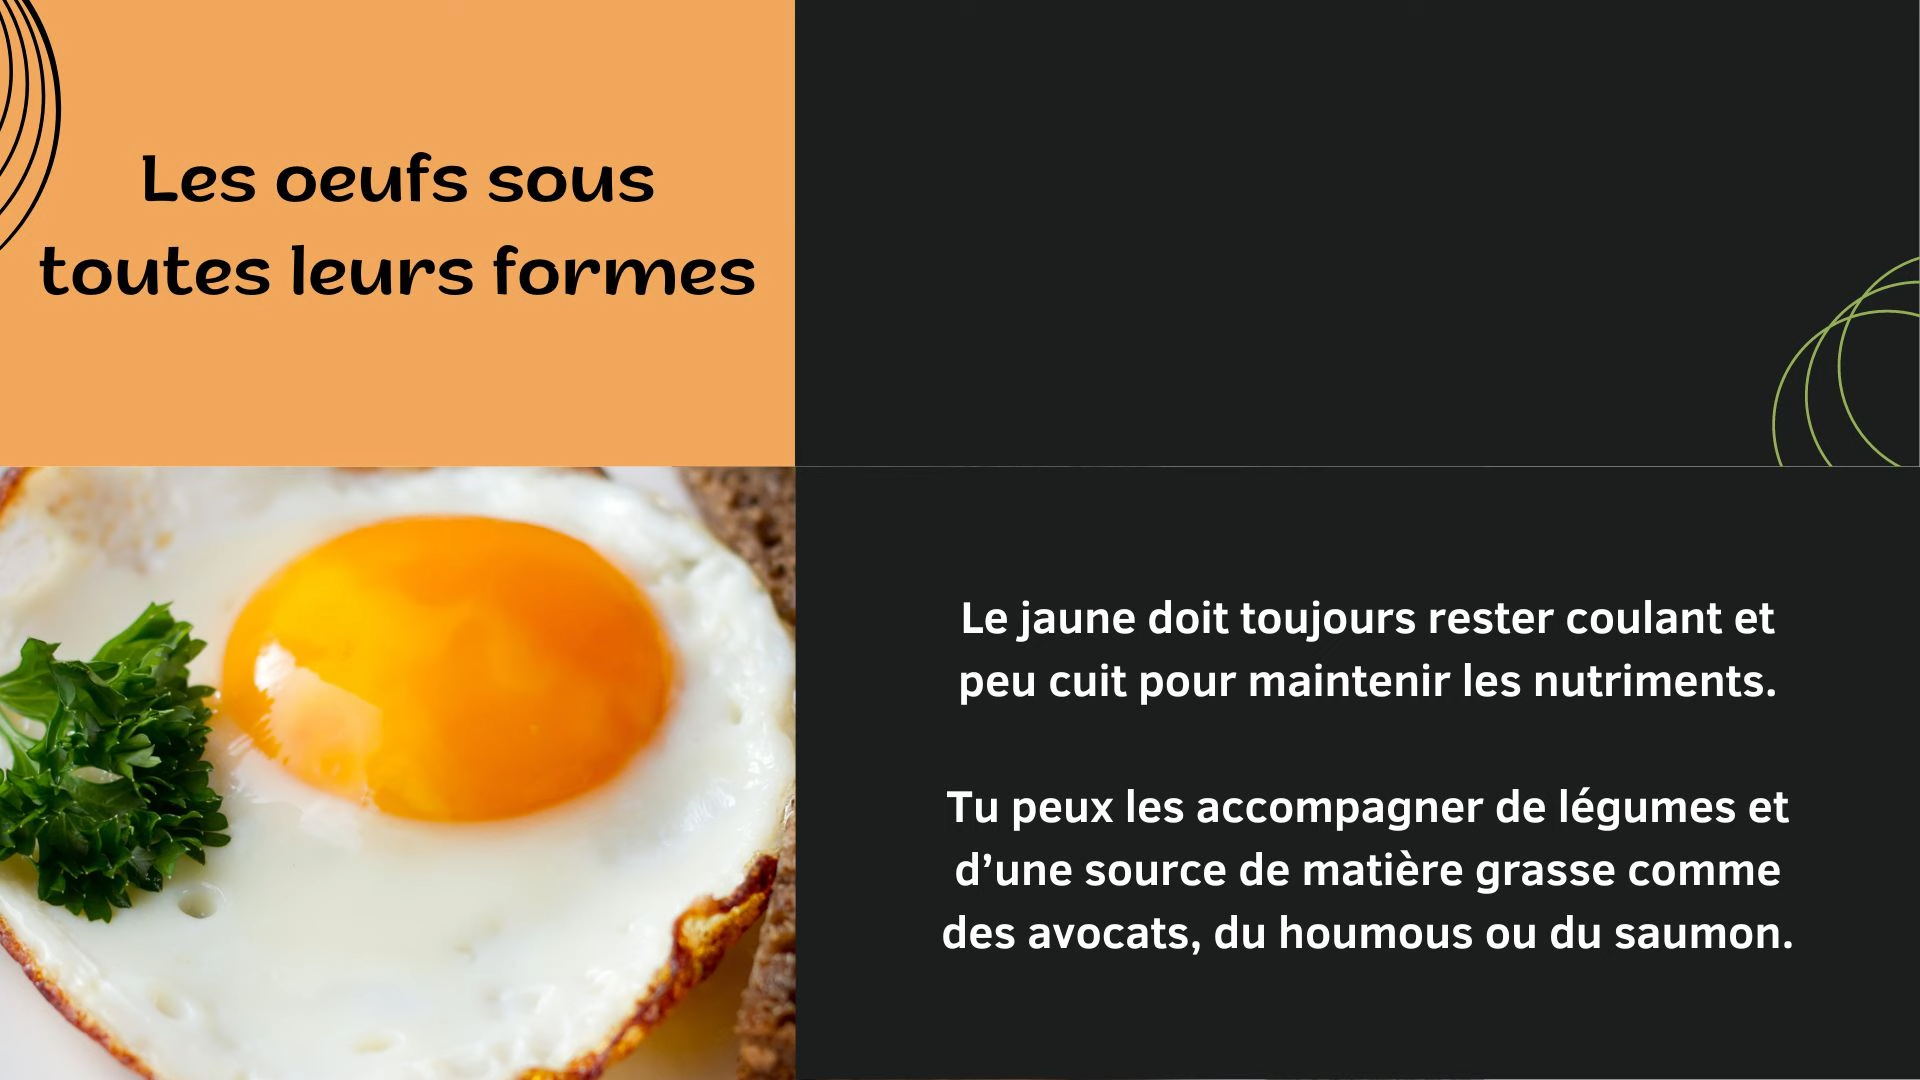 Les oeufs sous
toutes leurs formes
Le jaune doit toujours rester coulant et
peu cuit pour maintenir les nutriments.
Tu peux les accompagner de légumes et
d’une source de matière grasse comme
des avocats, du houmous ou du saumon.